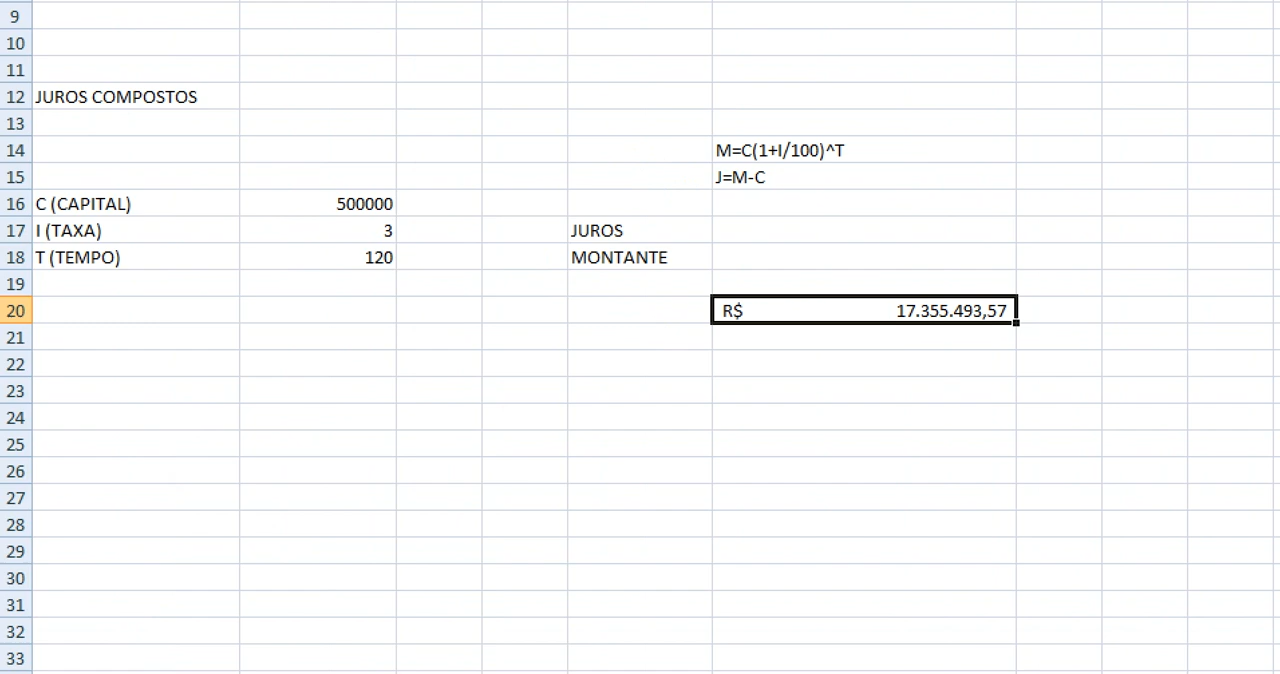 9
10
11
12 JUROS COMPOSTOS
13
14 M=C(1+I/100)^T
15 J=M-C
16 C (CAPITAL) 500000
17 I (TAXA) 3 JUROS
18 T (TEMPO) 120 MONTANTE
19
20 R$ 17.355.493,57
21
22
23
24
25
26
27
28
29
30
31
32
33